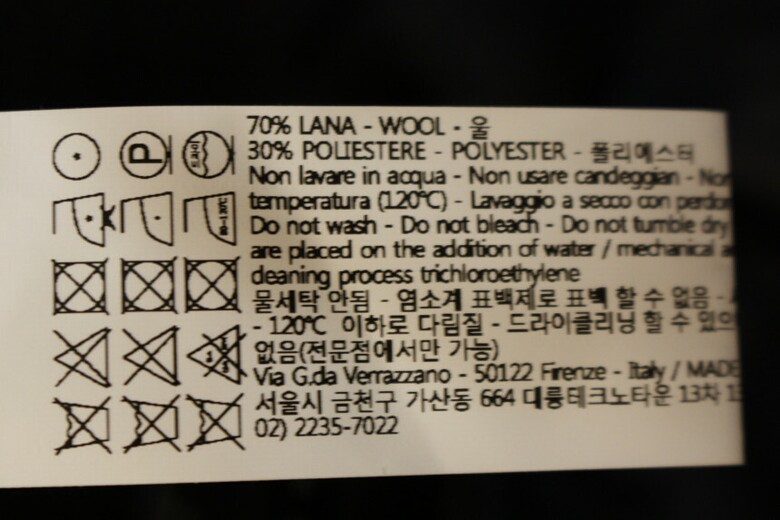 70% LANA - WOOL - 울
30% POLIESTERE - POLYESTER - 폴리에스터
Non lavare in acqua - Non usare candeggian - Non
temperatura (120°C) - Lavaggio a secco con perdon
Do not wash - Do not bleach - Do not tumble dry
are placed on the addition of water / mechanical a
cleaning process trichloroethylene
물세탁 안됨 - 염소계 표백제로 표백 할 수 없음 -
- 120°C 이하로 다림질 - 드라이클리닝 할 수 있으
없음(전문점에서만 가능)
Via G.da Verrazzano - 50122 Firenze - Italy / MADE
서울시 금천구 가산동 664 대륭테크노타운 13차 13
02) 2235-7022
P